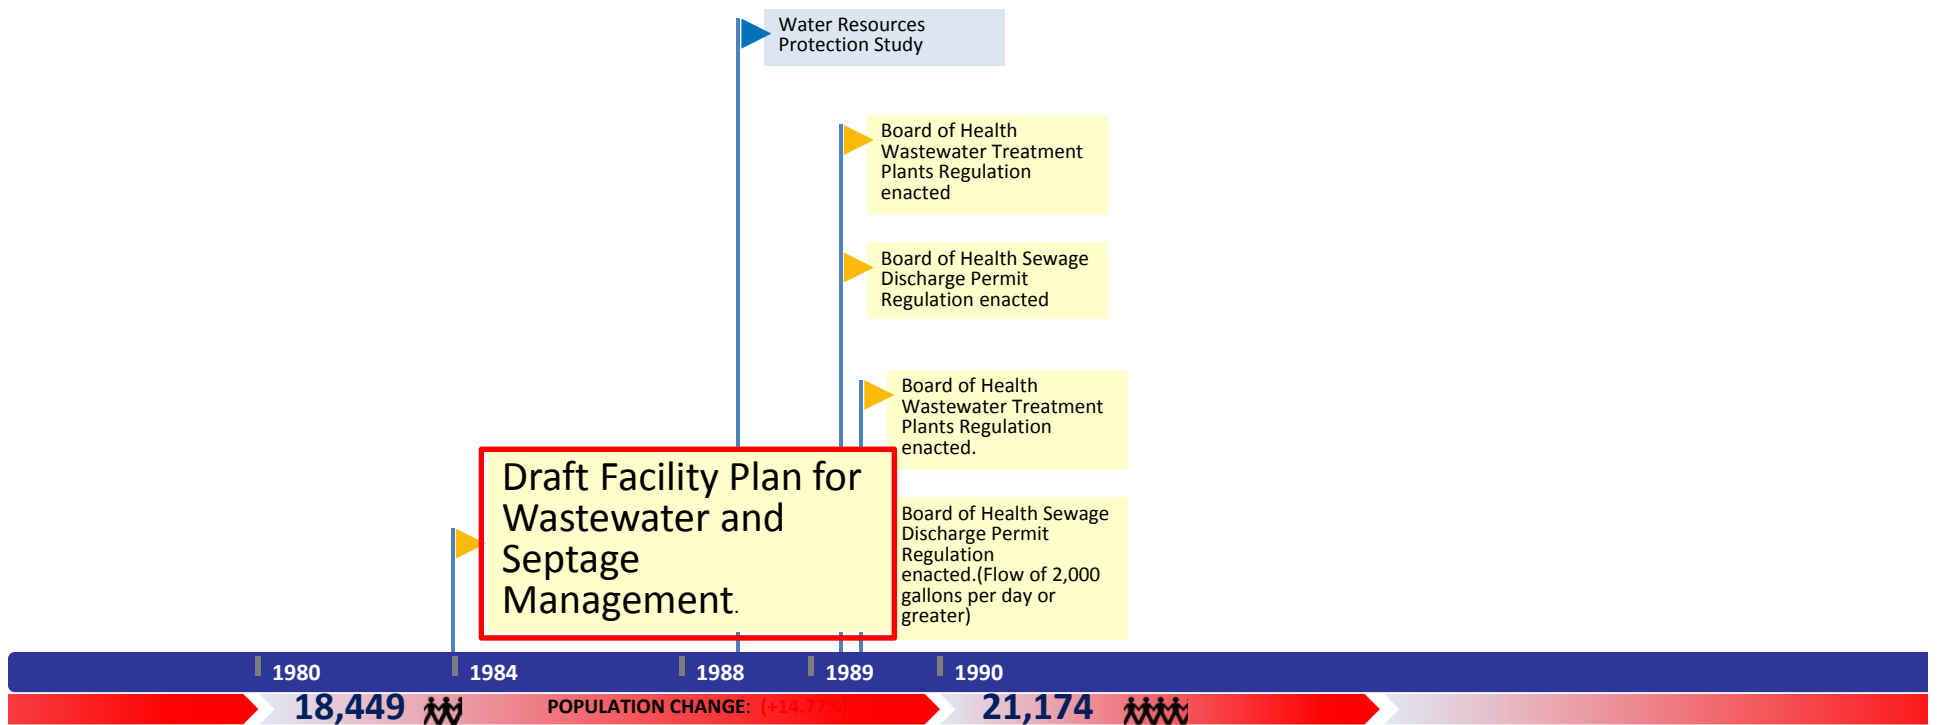 Water Resources
Protection Study
Board of Health
Wastewater Treatment
Plants Regulation
enacted
Board of Health Sewage
Discharge Permit
Regulation enacted
Board of Health
Wastewater Treatment
Plants Regulation
enacted.
Draft Facility Plan for
Wastewater and
Septage
Management.
Board of Health Sewage
Discharge Permit
Regulation
enacted.(Flow of 2,000
gallons per day or
greater)
1980 1984 1988 1989 1990
18,449 POPULATION CHANGE: (+14.77%) 21,174